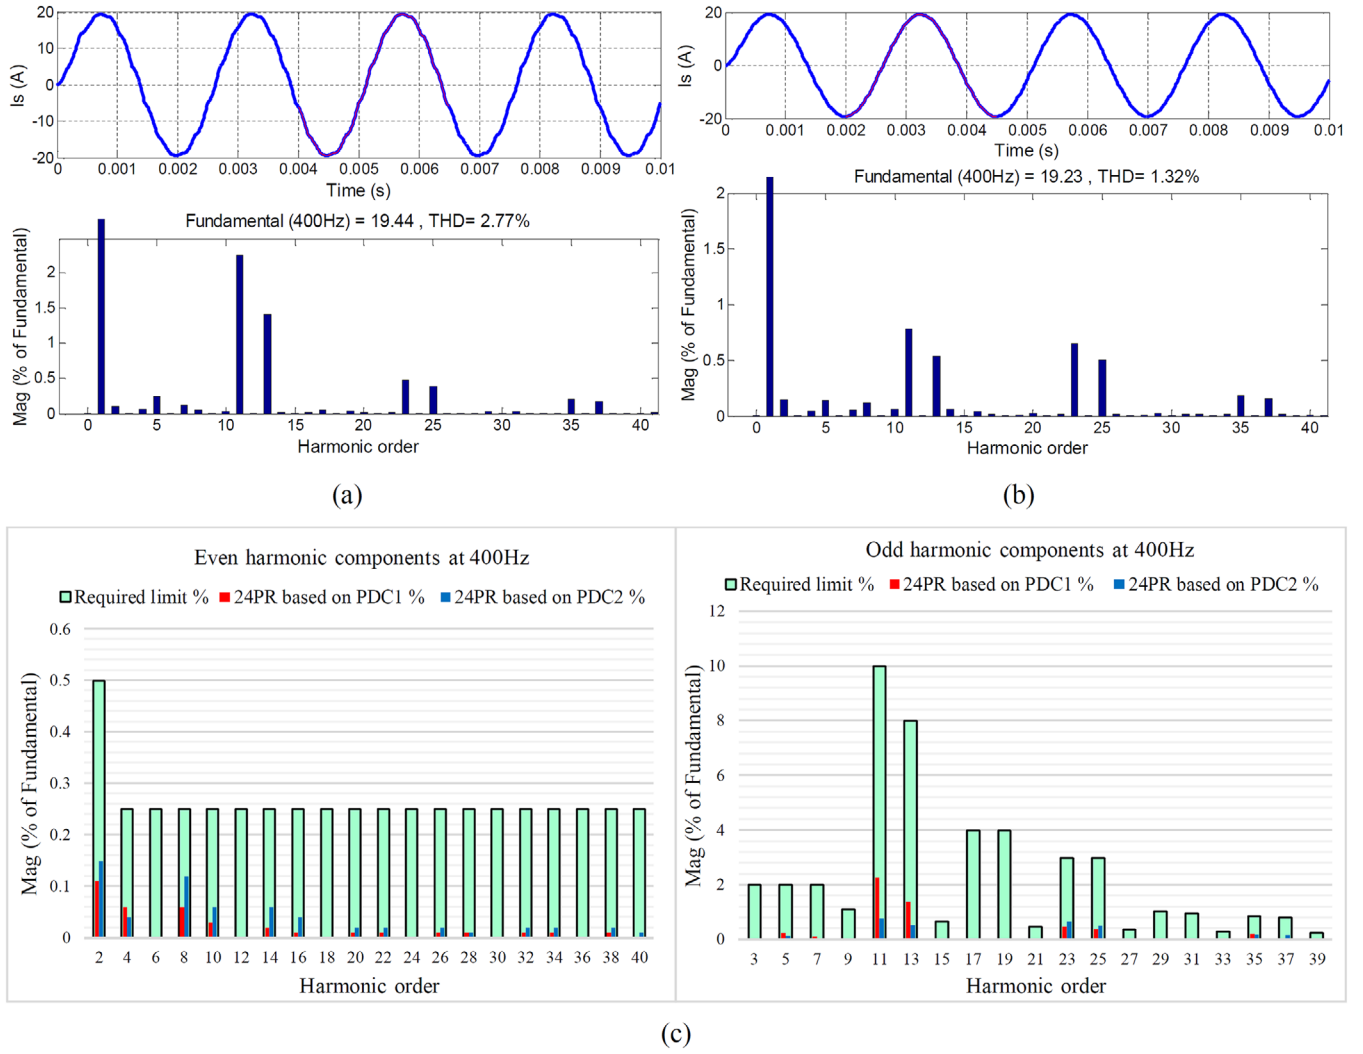 Is (A)
20
10
0
-10
-20
0 0.001 0.002 0.003 0.004 0.005 0.006 0.007 0.008 0.009 0.01
Time (s)
Fundamental (400Hz) = 19.44 , THD= 2.77%
Mag (% of Fundamental)
2
1.5
1
0.5
0
0 5 10 15 20 25 30 35 40
Harmonic order
(a)
Is (A)
20
0
-20
0 0.001 0.002 0.003 0.004 0.005 0.006 0.007 0.008 0.009 0.01
Time (s)
Fundamental (400Hz) = 19.23 , THD= 1.32%
Mag (% of Fundamental)
2
1.5
1
0.5
0
0 5 10 15 20 25 30 35 40
Harmonic order
(b)
Even harmonic components at 400Hz
Required limit % 24PR based on PDC1 % 24PR based on PDC2 %
Mag (% of Fundamental)
0.6
0.5
0.4
0.3
0.2
0.1
0
2 4 6 8 10 12 14 16 18 20 22 24 26 28 30 32 34 36 38 40
Harmonic order
Odd harmonic components at 400Hz
Required limit % 24PR based on PDC1 % 24PR based on PDC2 %
Mag (% of Fundamental)
12
10
8
6
4
2
0
3 5 7 9 11 13 15 17 19 21 23 25 27 29 31 33 35 37 39
Harmonic order
(c)